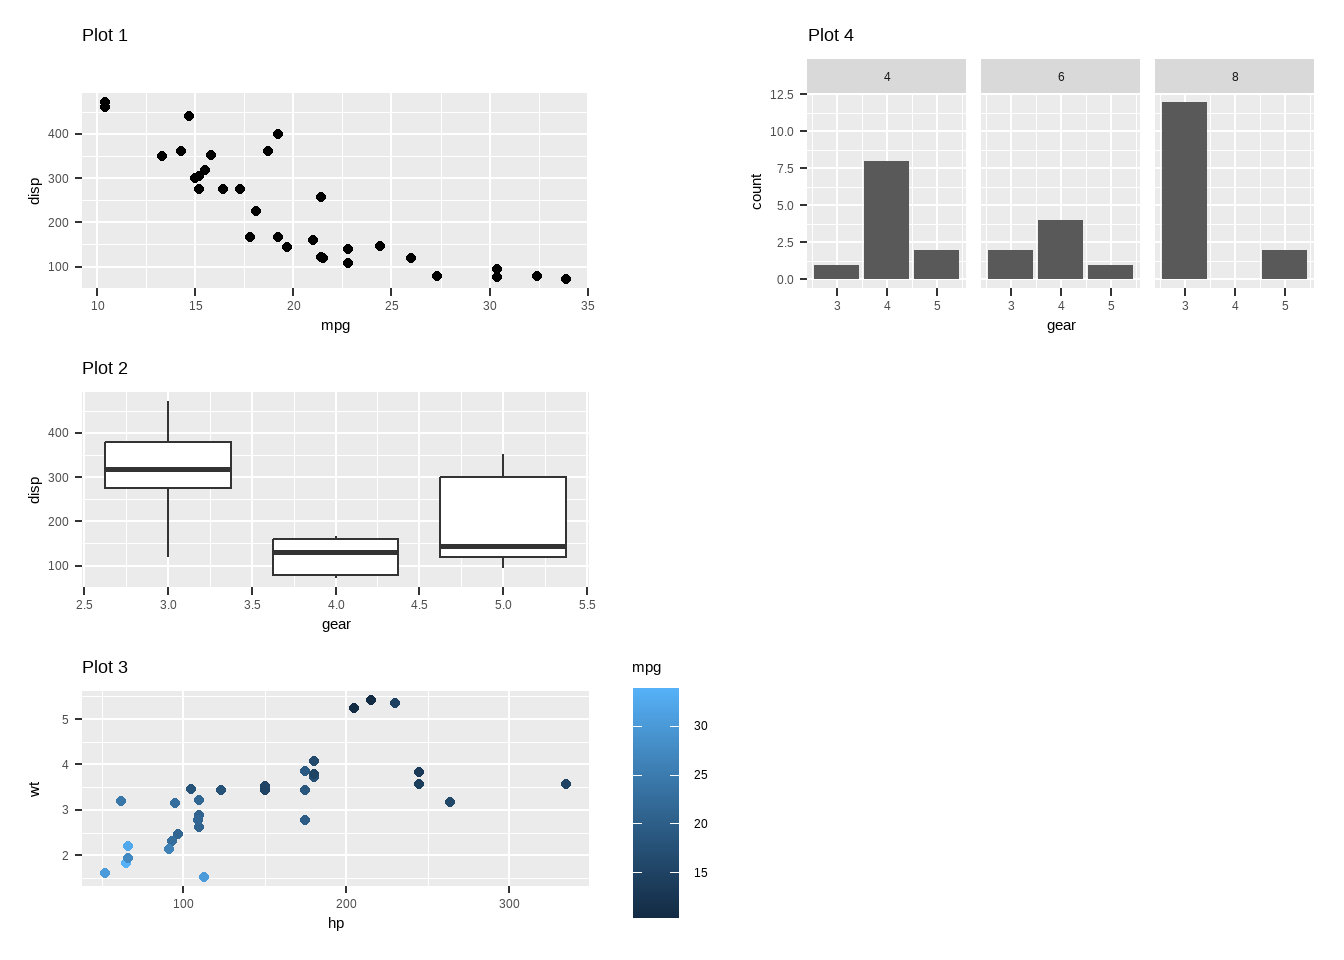 Plot 1
disp
400
300
200
100
10 15 20 25 30 35
mpg
Plot 4
4 6 8
count
12.5
10.0
7.5
5.0
2.5
0.0
3 4 5 3 4 5 3 4 5
gear
Plot 2
disp
400
300
200
100
2.5 3.0 3.5 4.0 4.5 5.0 5.5
gear
Plot 3
wt
5
4
3
2
100 200 300
hp
mpg
30
25
20
15